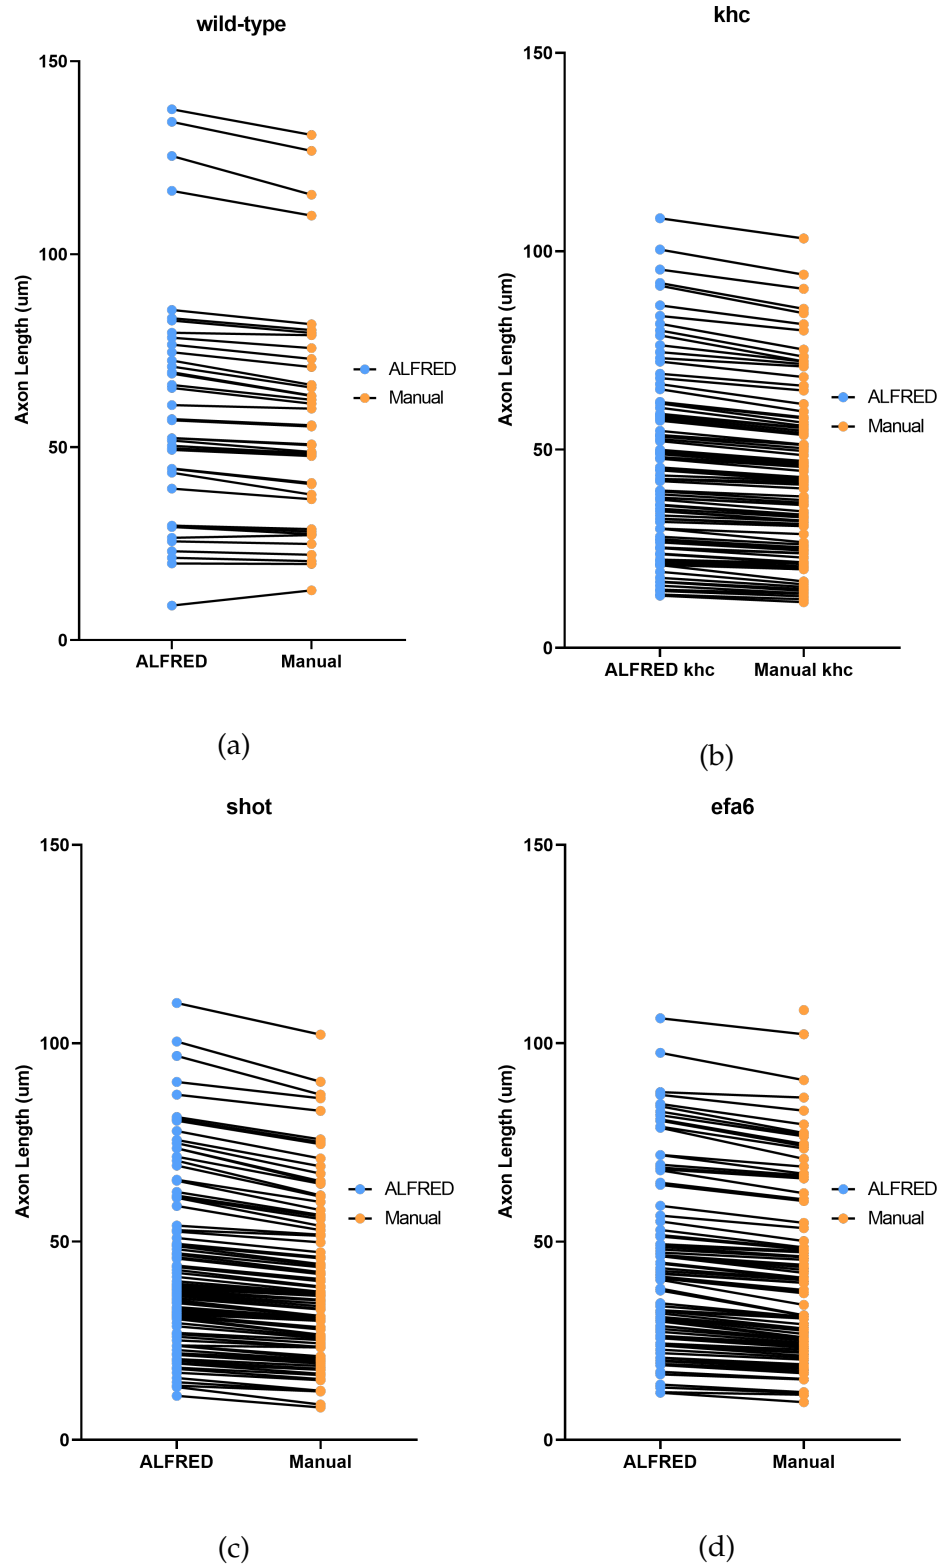 wild-type
150
100
50
0
Axon Length (um)
ALFRED
Manual
ALFRED
Manual
(a)
khc
150
100
50
0
Axon Length (um)
ALFRED
Manual
ALFRED khc
Manual khc
(b)
shot
150
100
50
0
Axon Length (um)
ALFRED
Manual
ALFRED
Manual
(c)
efa6
150
100
50
0
Axon Length (um)
ALFRED
Manual
ALFRED
Manual
(d)